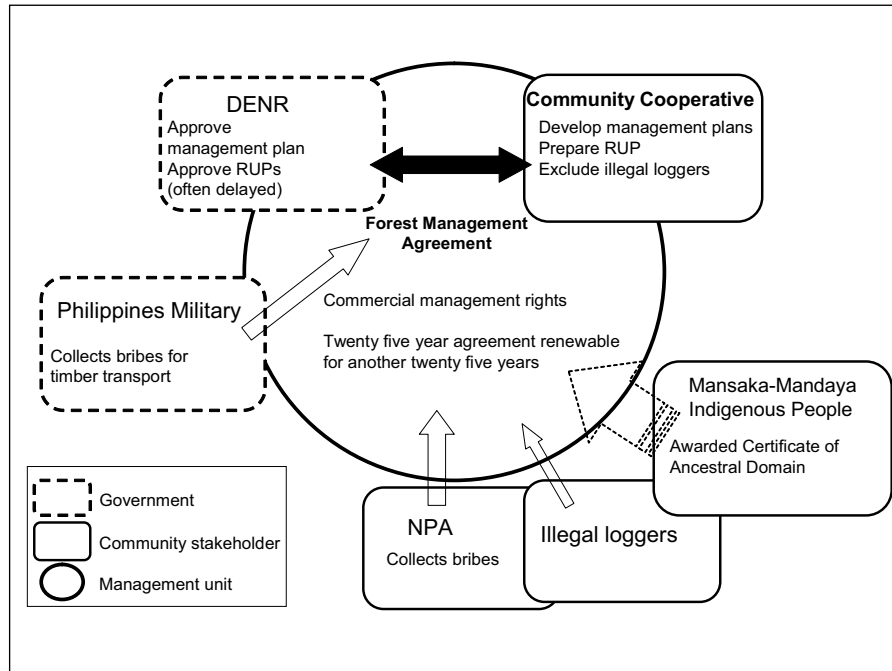 DENR
Approve
management plan
Approve RUPs
(often delayed)
Community Cooperative
Develop management plans
Prepare RUP
Exclude illegal loggers
Forest Management
Agreement
Commercial management rights
Twenty five year agreement renewable
for another twenty five years
Philippines Military
Collects bribes for
timber transport
Mansaka-Mandaya
Indigenous People
Awarded Certificate of
Ancestral Domain
NPA
Collects bribes
Illegal loggers
Government
Community stakeholder
Management unit